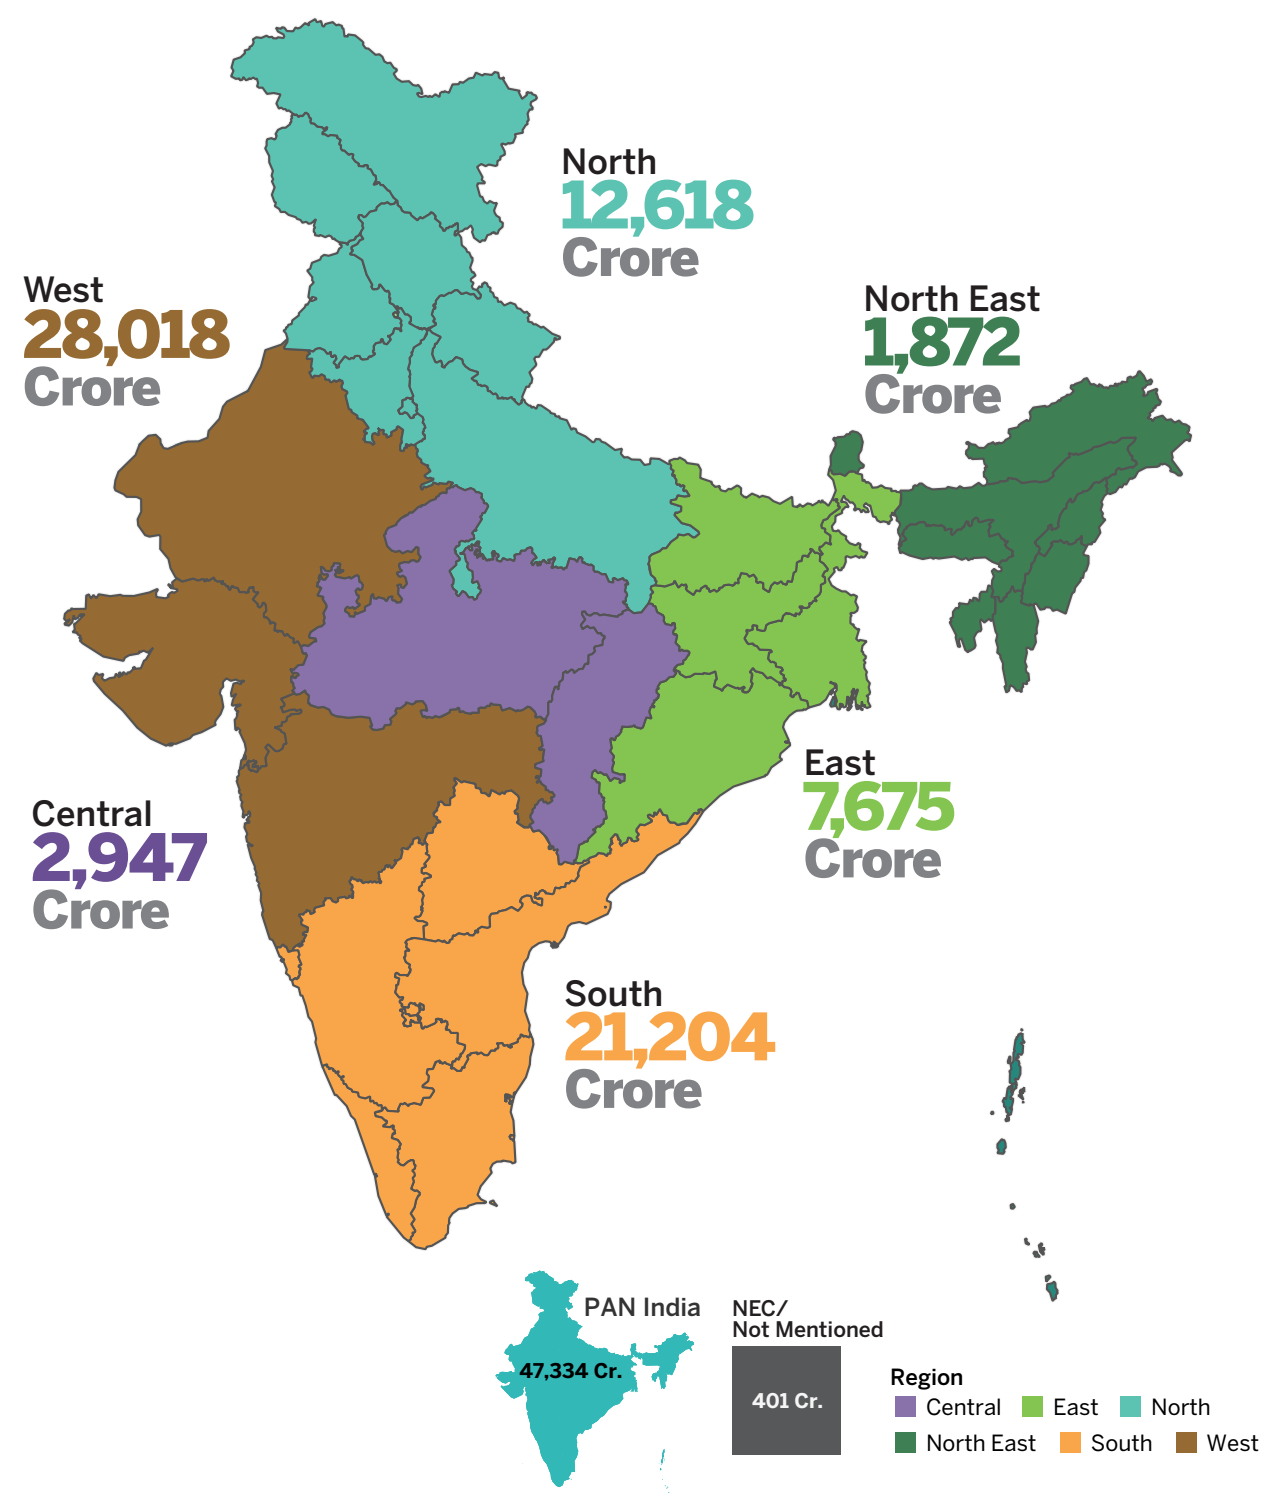 North
12,618
Crore
West
28,018
Crore
North East
1,872
Crore
East
7,675
Crore
Central
2,947
Crore
South
21,204
Crore
PAN India
47,334 Cr.
NEC/
Not Mentioned
401 Cr.
Region
Central East North
North East South West